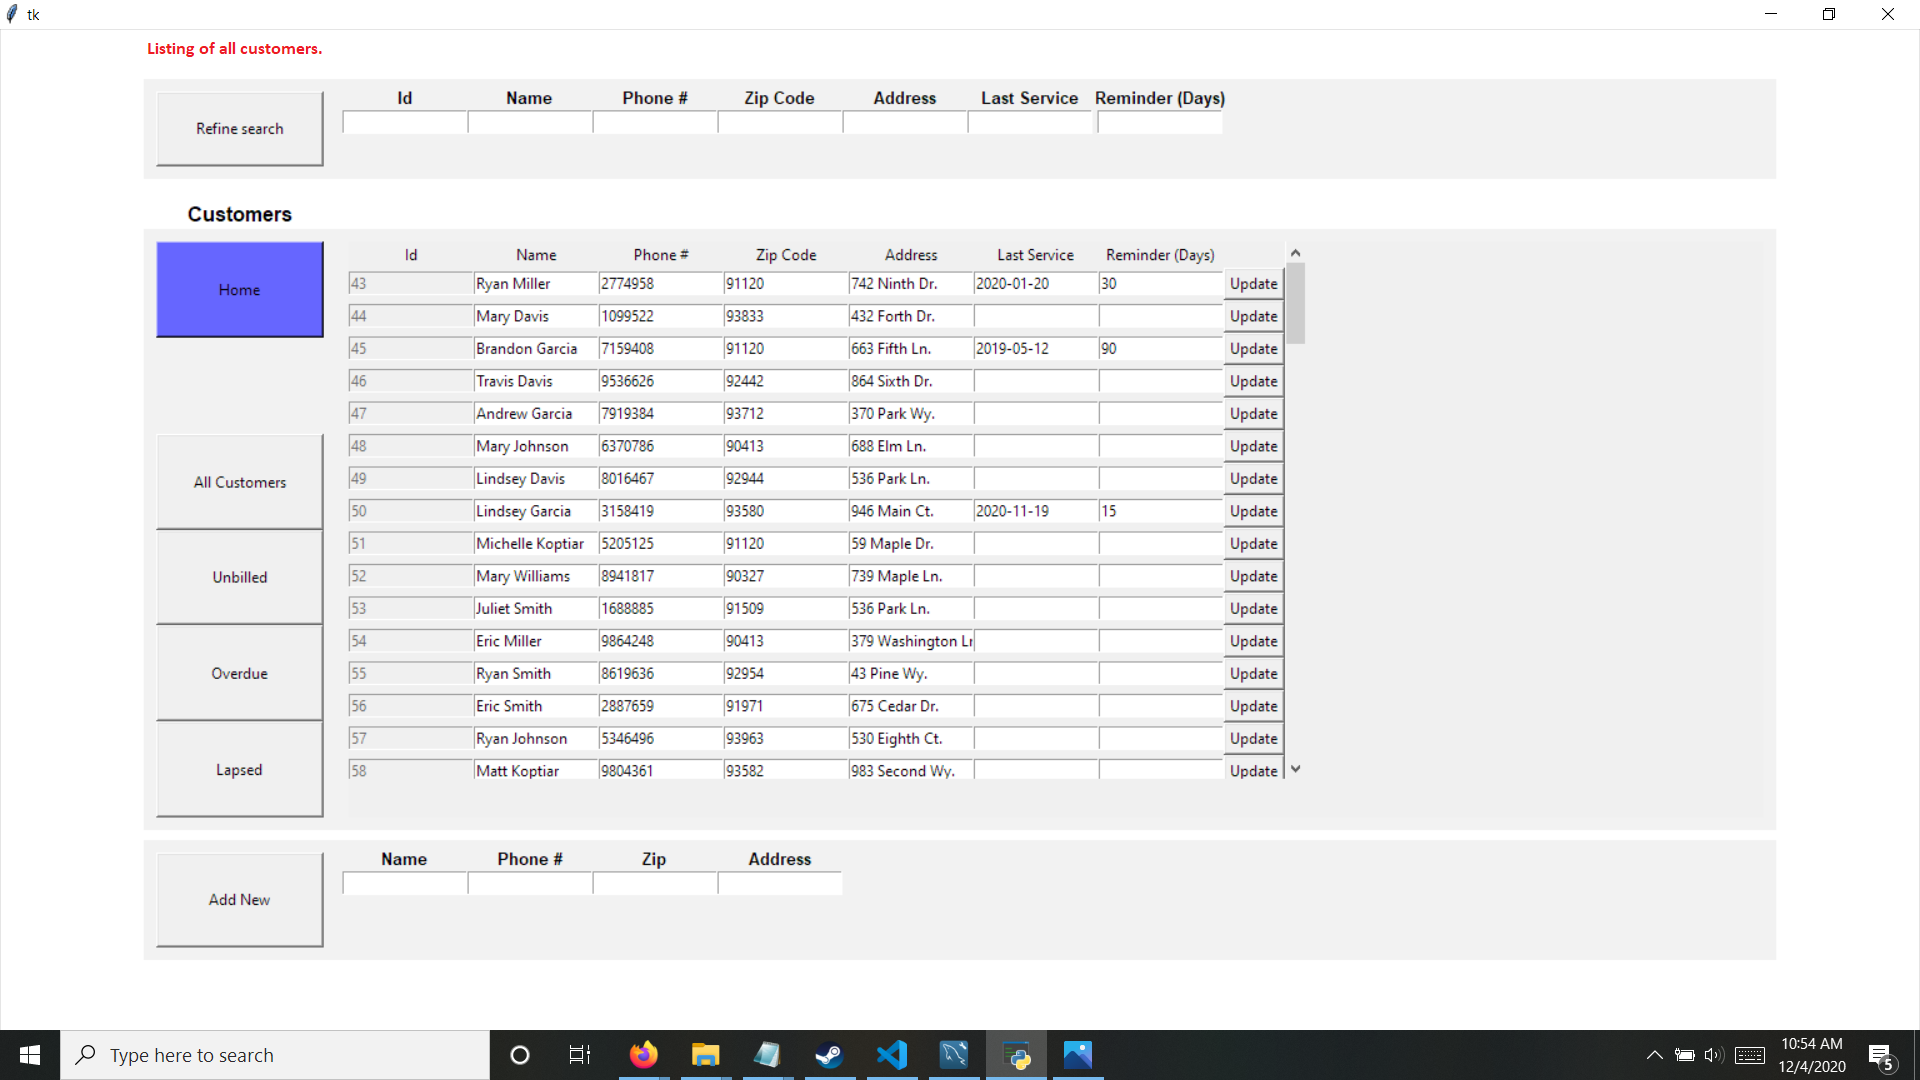 tk
Listing of all customers.
Id Name Phone # Zip Code Address Last Service Reminder (Days)
Refine search
Customers
Id Name Phone # Zip Code Address Last Service Reminder (Days)
43 Ryan Miller 2774958 91120 742 Ninth Dr. 2020-01-20 30 Update
Home
44 Mary Davis 1099522 93833 432 Forth Dr. Update
45 Brandon Garcia 7159408 91120 663 Fifth Ln. 2019-05-12 90 Update
46 Travis Davis 9536626 92442 864 Sixth Dr. Update
47 Andrew Garcia 7919384 93712 370 Park Wy. Update
48 Mary Johnson 6370786 90413 688 Elm Ln. Update
49 Lindsey Davis 8016467 92944 536 Park Ln. Update
All Customers
50 Lindsey Garcia 3158419 93580 946 Main Ct. 2020-11-19 15 Update
51 Michelle Koptiar 5205125 91120 59 Maple Dr. Update
52 Mary Williams 8941817 90327 739 Maple Ln. Update
Unbilled
53 Juliet Smith 1688885 91509 536 Park Ln. Update
54 Eric Miller 9864248 90413 379 Washington Ln Update
55 Ryan Smith 8619636 92954 43 Pine Wy. Update
Overdue
56 Eric Smith 2887659 91971 675 Cedar Dr. Update
57 Ryan Johnson 5346496 93963 530 Eighth Ct. Update
58 Matt Koptiar 9804361 93582 983 Second Wy. Update
Lapsed
Name Phone # Zip Address
Add New
Type here to search
10:54 AM
12/4/2020
5